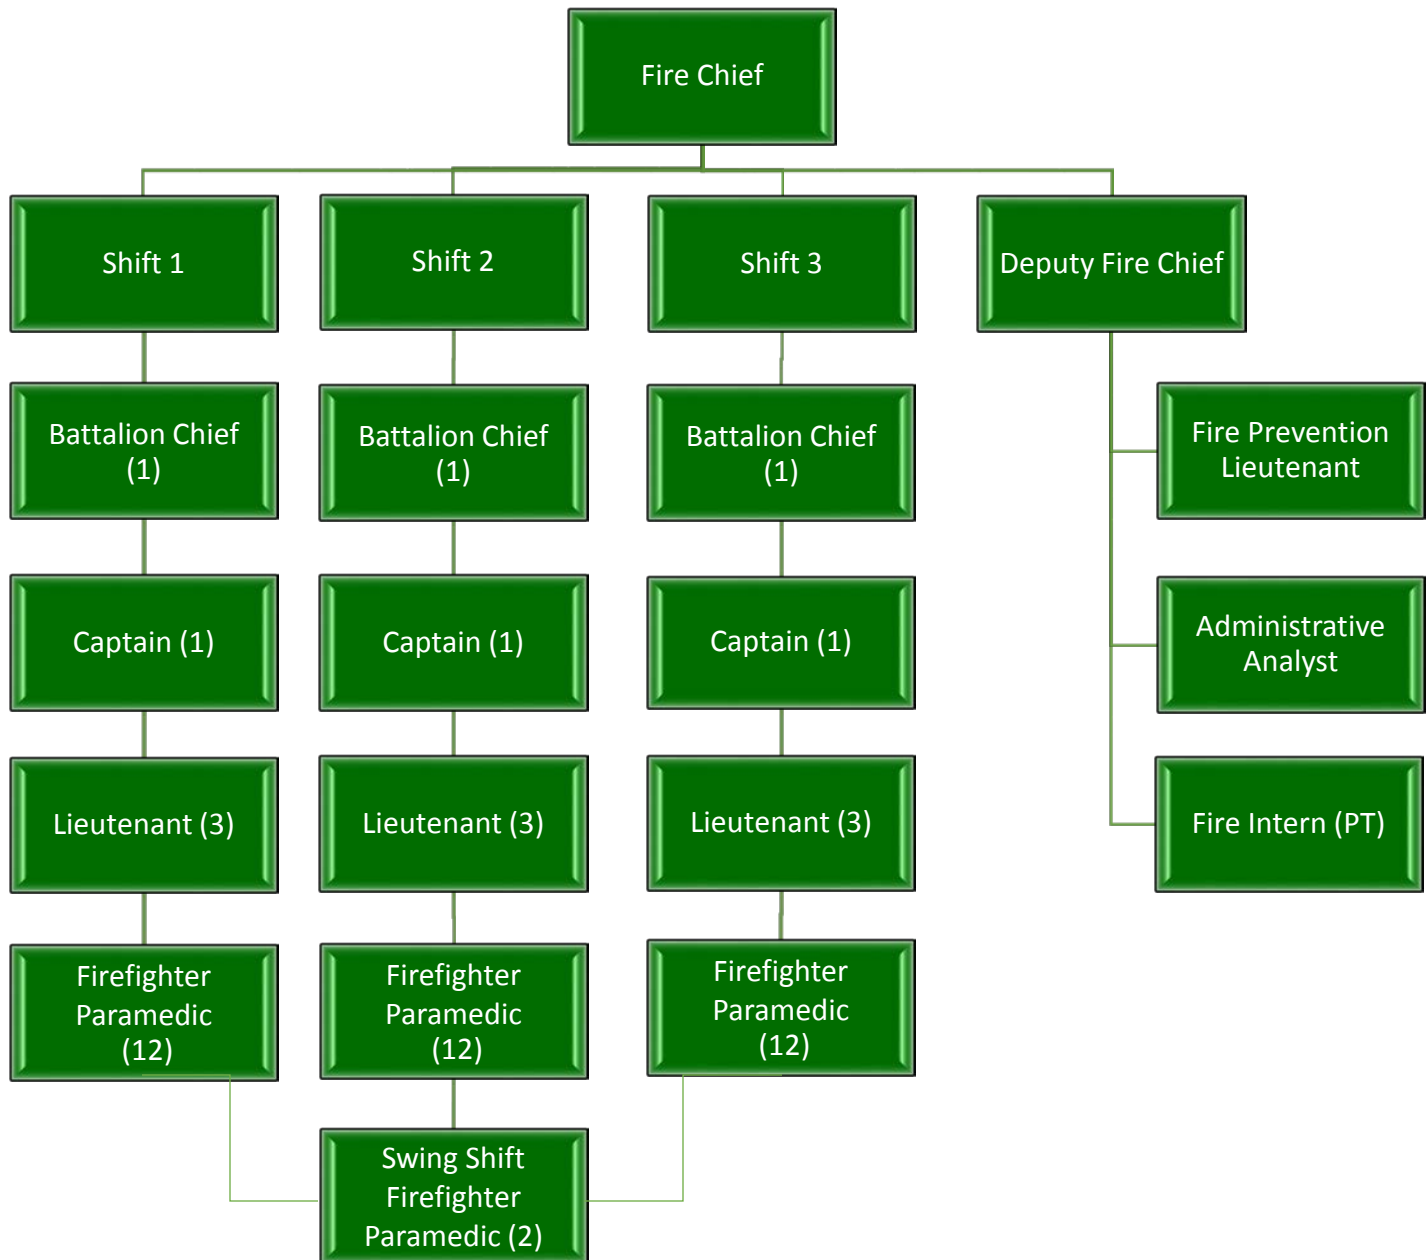 Fire Chief
Shift 1
Shift 2
Shift 3
Deputy Fire Chief
Battalion Chief
(1)
Battalion Chief
(1)
Battalion Chief
(1)
Fire Prevention
Lieutenant
Captain (1)
Captain (1)
Captain (1)
Administrative
Analyst
Lieutenant (3)
Lieutenant (3)
Lieutenant (3)
Fire Intern (PT)
Firefighter
Paramedic
(12)
Firefighter
Paramedic
(12)
Firefighter
Paramedic
(12)
Swing Shift
Firefighter
Paramedic (2)